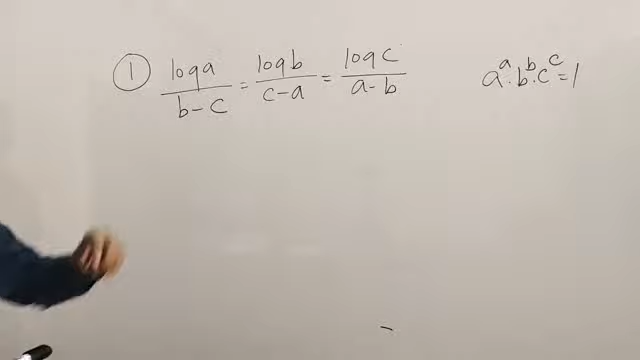 ① log a / b-c = log b / c-a = log c / a-b
a^a · b^b · c^c = 1